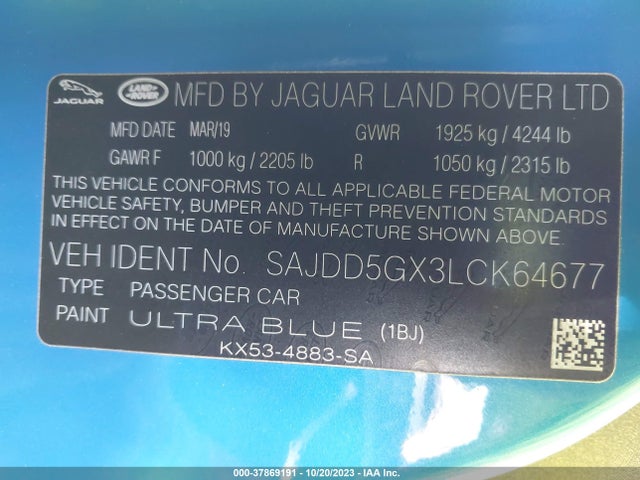 JAGUAR LAND ROVER MFD BY JAGUAR LAND ROVER LTD
MFD DATE MAR/19 GVWR 1925 kg / 4244 lb
GAWR F 1000 kg / 2205 lb R 1050 kg / 2315 lb
THIS VEHICLE CONFORMS TO ALL APPLICABLE FEDERAL MOTOR
VEHICLE SAFETY, BUMPER AND THEFT PREVENTION STANDARDS
IN EFFECT ON THE DATE OF MANUFACTURE SHOWN ABOVE.
VEH IDENT No. SAJDD5GX3LCK64677
TYPE PASSENGER CAR
PAINT ULTRA BLUE (1BJ)
KX53-4883-SA
000-37869191 - 10/20/2023 - IAA Inc.